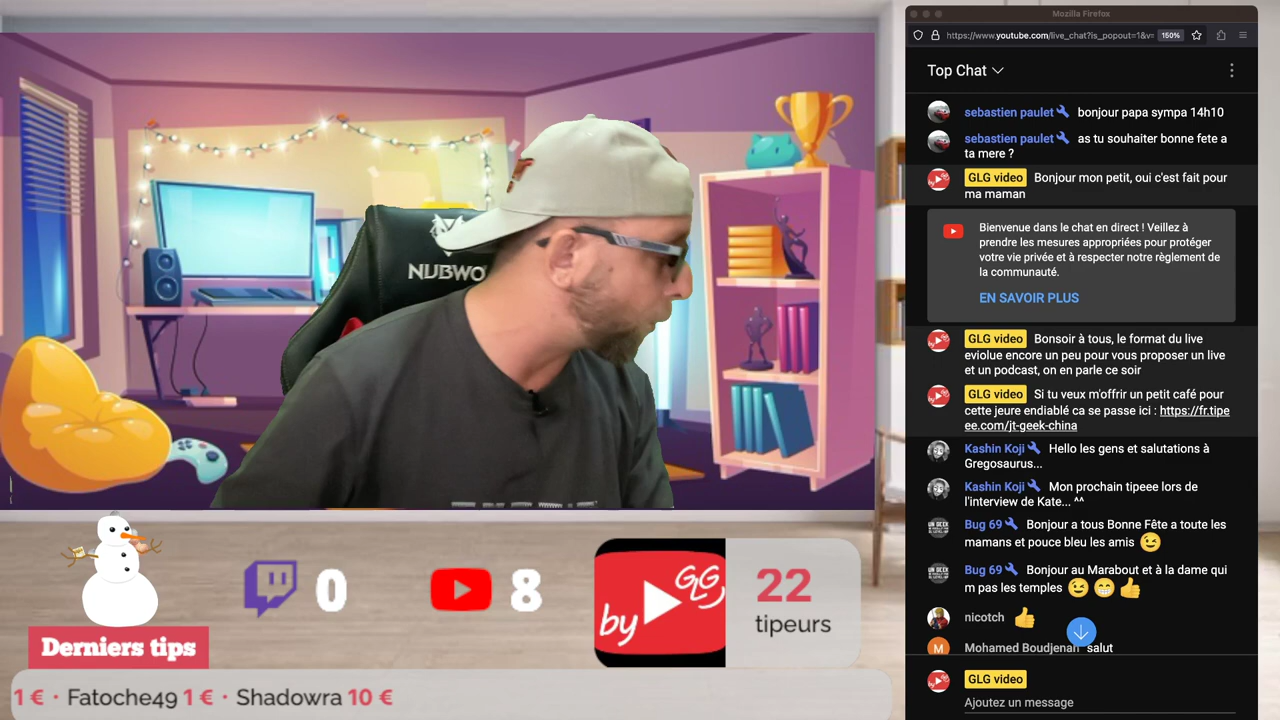 NUBWO
Mozilla Firefox
https://www.youtube.com/live_chat?is_popout=1&v=
150%
Top Chat
sebastien paulet bonjour papa sympa 14h10
sebastien paulet as tu souhaiter bonne fete a
ta mere ?
GLG video Bonjour mon petit, oui c'est fait pour
ma maman
Bienvenue dans le chat en direct ! Veillez à
prendre les mesures appropriées pour protéger
votre vie privée et à respecter notre règlement de
la communauté.
EN SAVOIR PLUS
GLG video Bonsoir à tous, le format du live
eviolue encore un peu pour vous proposer un live
et un podcast, on en parle ce soir
GLG video Si tu veux m'offrir un petit café pour
cette jeure endiablé ca se passe ici : https://fr.tipe
ee.com/jt-geek-china
Kashin Koji Hello les gens et salutations à
Gregosaurus...
Kashin Koji Mon prochain tipeee lors de
l'interview de Kate... ^^
Bug 69 Bonjour a tous Bonne Fête a toute les
mamans et pouce bleu les amis 😉
Bug 69 Bonjour au Marabout et à la dame qui
m pas les temples 😉 😁 👍
nicotch 👍
Mohamed Boudjenah salut
GLG video
Ajoutez un message
0
8
by GLG
22
tipeurs
Derniers tips
1 € · Fatoche49 1 € · Shadowra 10 €